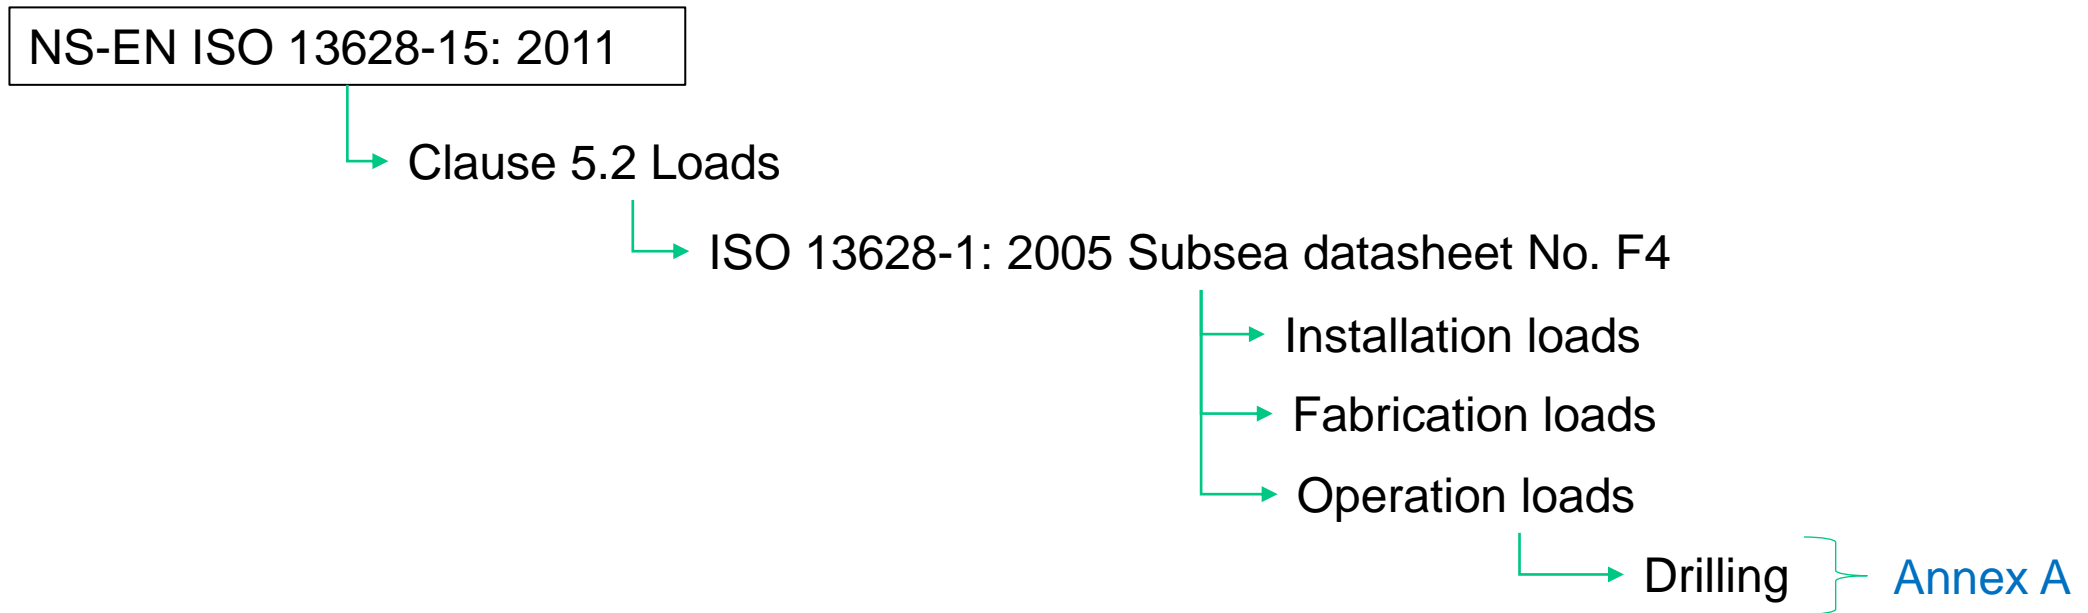 NS-EN ISO 13628-15: 2011
Clause 5.2 Loads
ISO 13628-1: 2005 Subsea datasheet No. F4
Installation loads
Fabrication loads
Operation loads
Drilling
Annex A